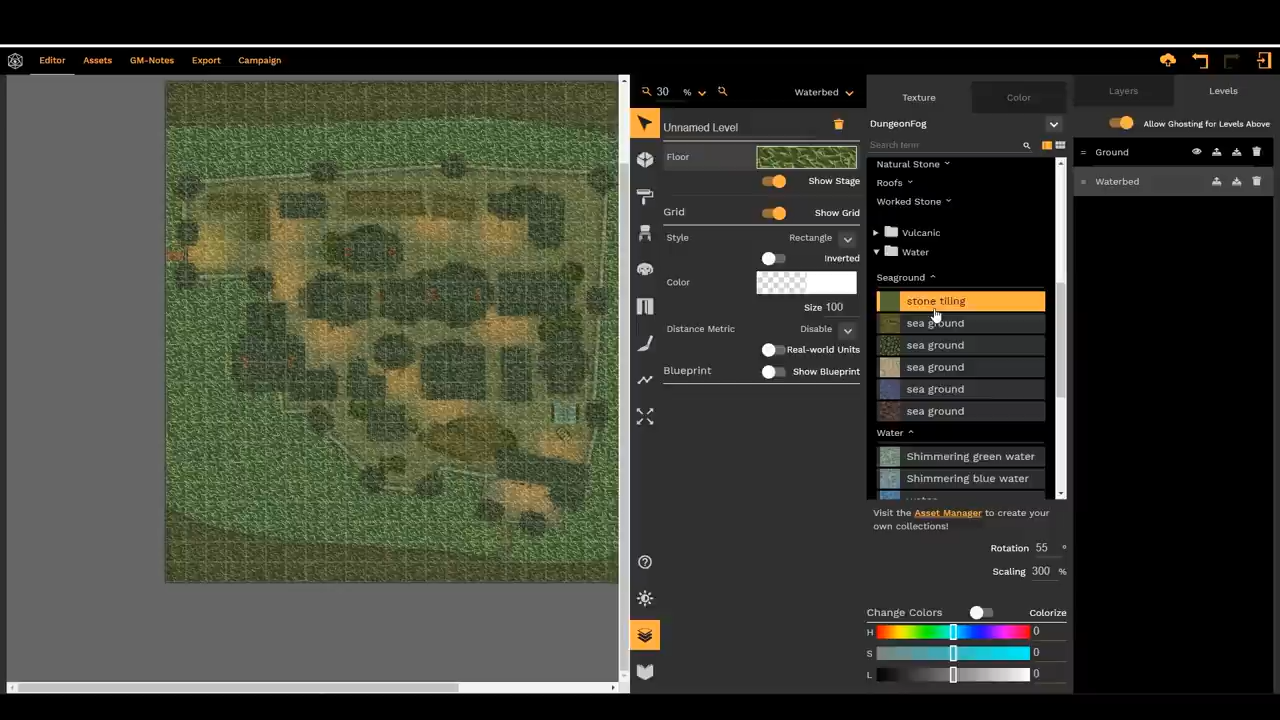 Editor Assets GM-Notes Export Campaign
30 % Waterbed
Unnamed Level
Floor
Show Stage
Grid Show Grid
Style Rectangle
Inverted
Color
Size 100
Distance Metric Disable
Real-world Units
Blueprint Show Blueprint
Texture Color
DungeonFog
Search term
Natural Stone
Roofs
Worked Stone
Vulcanic
Water
Seaground
stone tiling
sea ground
sea ground
sea ground
sea ground
sea ground
Water
Shimmering green water
Shimmering blue water
water
Visit the Asset Manager to create your
own collections!
Rotation 55 °
Scaling 300 %
Change Colors Colorize
H 0
S 0
L 0
Layers Levels
Allow Ghosting for Levels Above
Ground
Waterbed